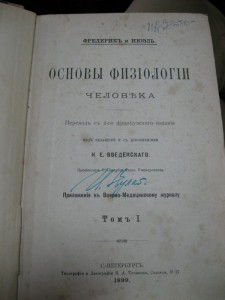 ФРЕДЕРИКЪ и НЮЭЛЬ.
ОСНОВЫ ФИЗІОЛОГІИ
ЧЕЛОВѢКА
Переводъ съ 4-го французскаго изданія
подъ редакціей и съ дополненіями
Н. Е. ВВЕДЕНСКАГО.
Приложеніе къ Военно-Медицинскому журналу
Томъ I.
С.-ПЕТЕРБУРГЪ.